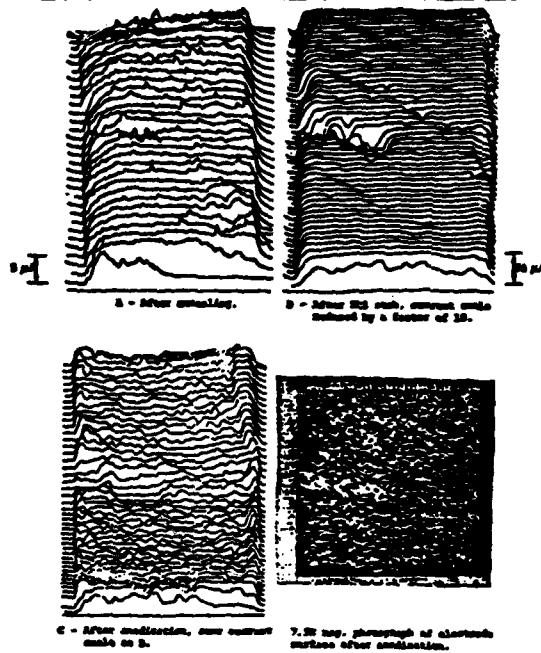 A - After annealing.
B - After HCl etch, current scale
reduced by a factor of 10.
C - After anodization, same current
scale as B.
7.5X mag. photograph of electrode
surface after anodization.